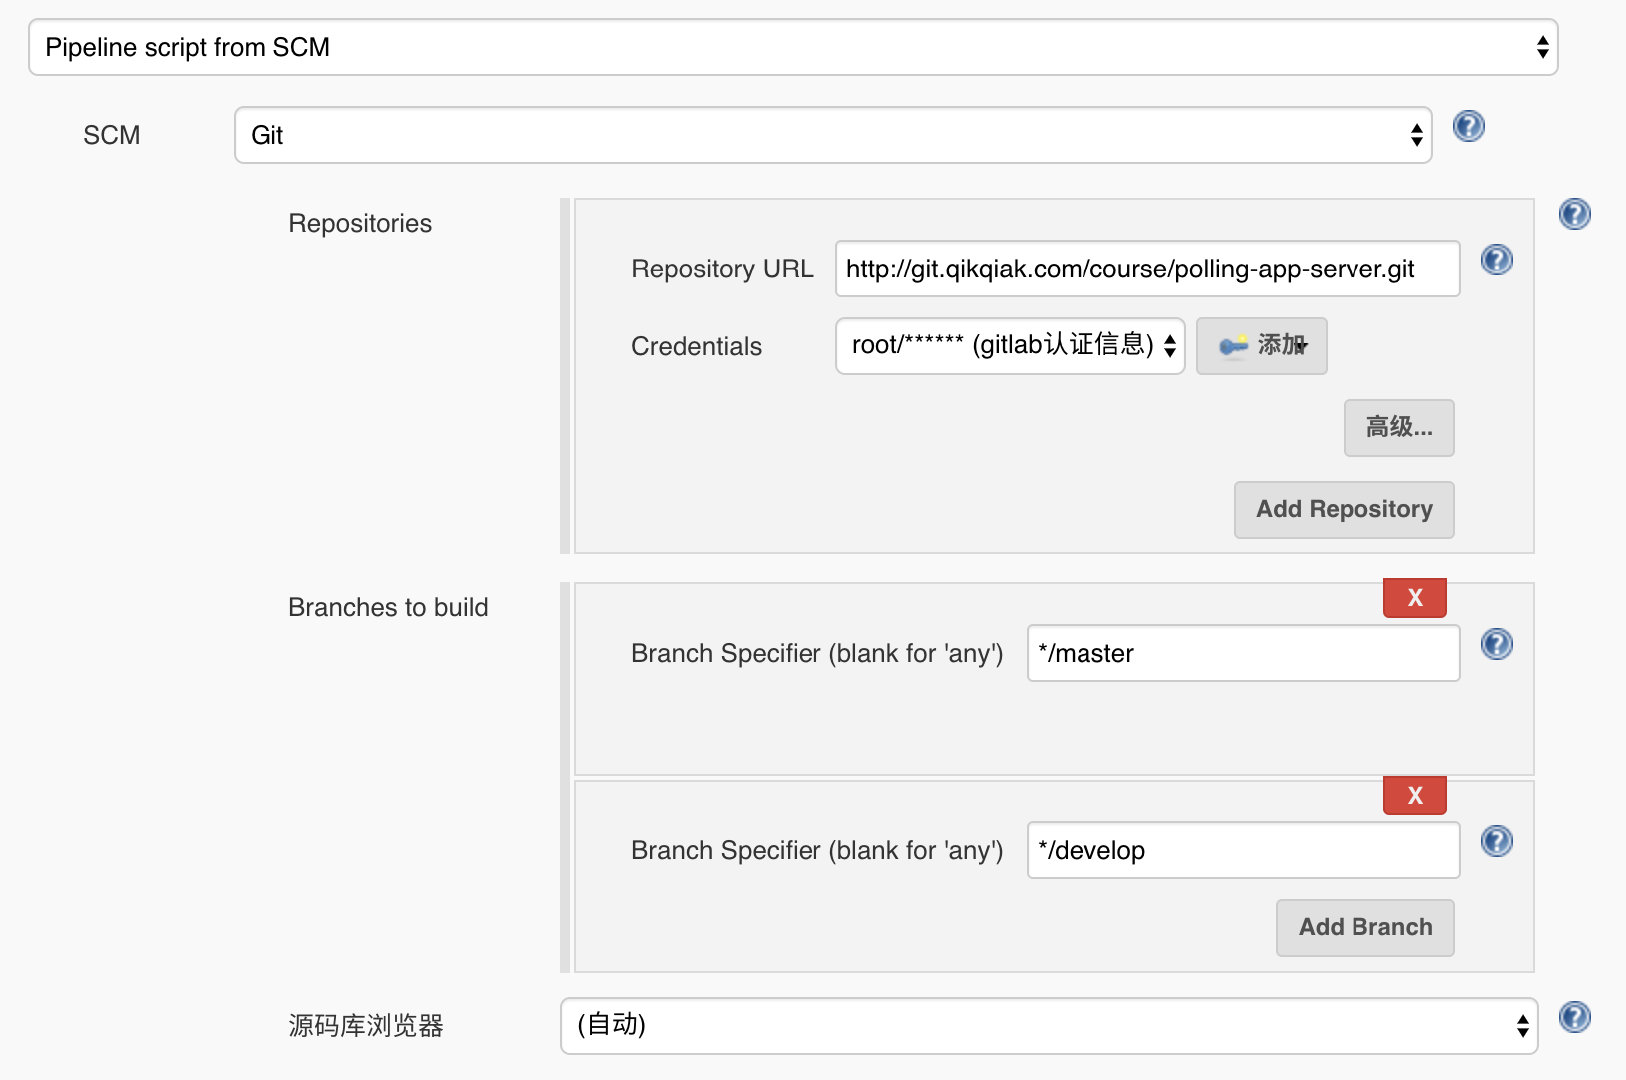 Pipeline script from SCM
SCM
Git
Repositories
Repository URL
http://git.qikqiak.com/course/polling-app-server.git
Credentials
root/****** (gitlab认证信息)
添加
高级...
Add Repository
Branches to build
X
Branch Specifier (blank for 'any')
*/master
X
Branch Specifier (blank for 'any')
*/develop
Add Branch
源码库浏览器
(自动)